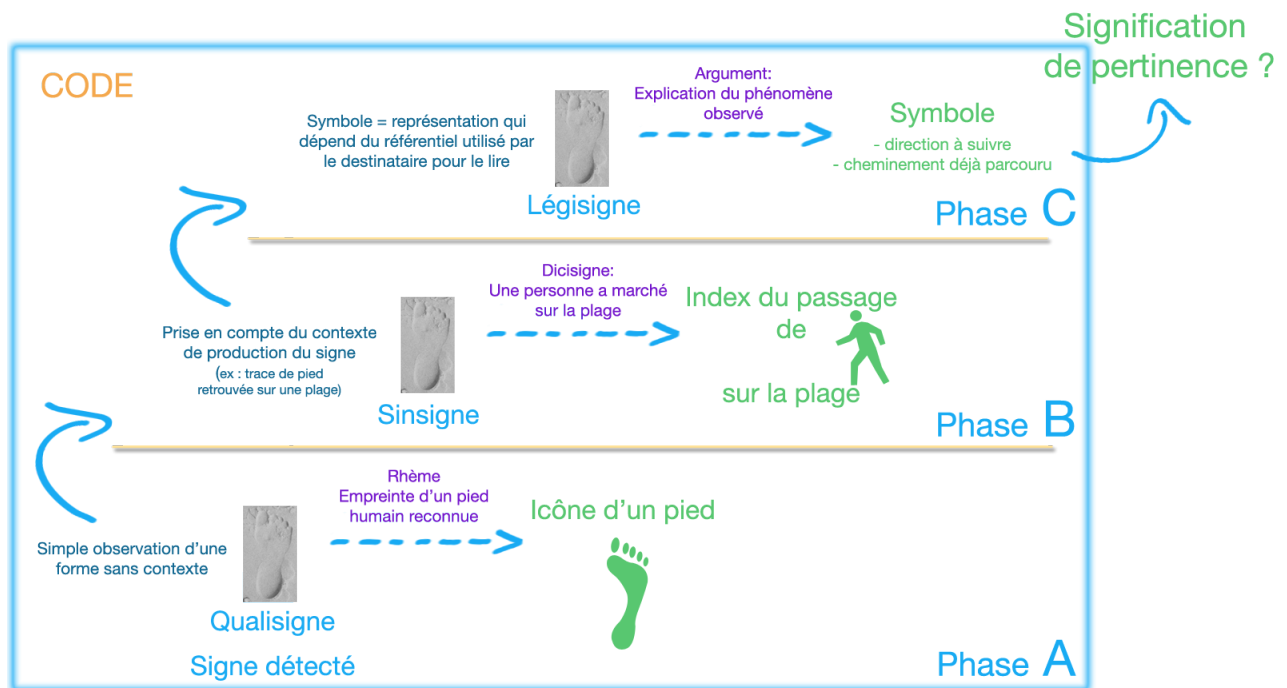 Signification
de pertinence ?
CODE
Symbole = représentation qui
dépend du référentiel utilisé par
le destinataire pour le lire
Légisigne
Argument:
Explication du phénomène
observé
Symbole
- direction à suivre
- cheminement déjà parcouru
Phase C
Prise en compte du contexte
de production du signe
(ex : trace de pied
retrouvée sur une plage)
Sinsigne
Dicisigne:
Une personne a marché
sur la plage
Index du passage
de
sur la plage
Phase B
Simple observation d'une
forme sans contexte
Qualisigne
Signe détecté
Rhème
Empreinte d'un pied
humain reconnue
Icône d'un pied
Phase A